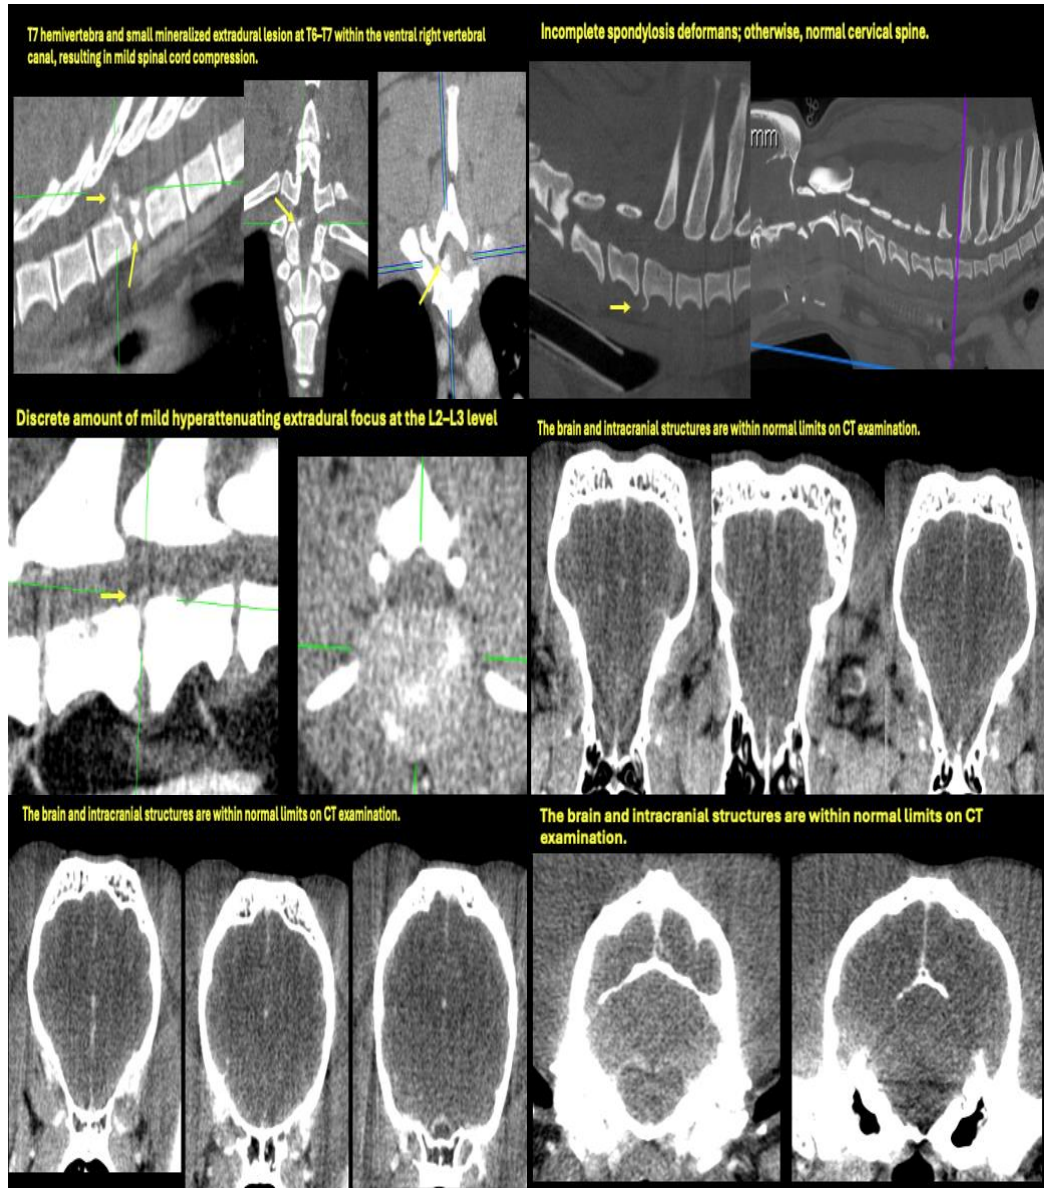 T7 hemivertebra and small mineralized extradural lesion at T6–T7 within the ventral right vertebral
canal, resulting in mild spinal cord compression.
Incomplete spondylosis deformans; otherwise, normal cervical spine.
mm
Discrete amount of mild hyperattenuating extradural focus at the L2–L3 level
The brain and intracranial structures are within normal limits on CT examination.
The brain and intracranial structures are within normal limits on CT examination.
The brain and intracranial structures are within normal limits on CT
examination.